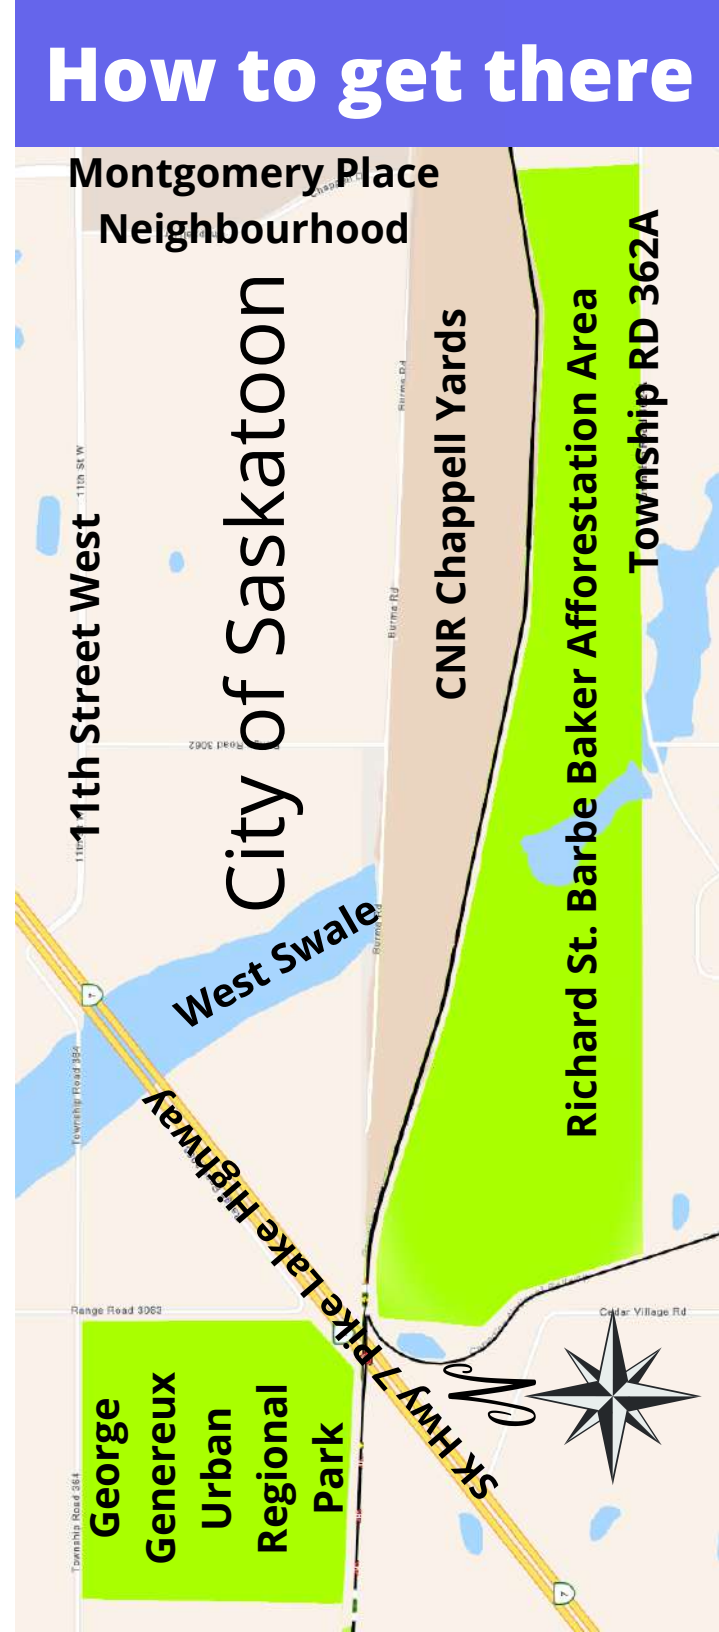 How to get there
Montgomery Place
Neighbourhood
11th Street West
City of Saskatoon
CNR Chappell Yards
Richard St. Barbe Baker Afforestation Area
Township RD 362A
West Swale
SK Hwy 7 Pike Lake Highway
George
Genereux
Urban
Regional
Park
N
11th St W
Burma Rd
Burma Rd
Burma Rd
Township Road 364
Range Road 3063
Cedar Village Rd
Township Road 364
7
7